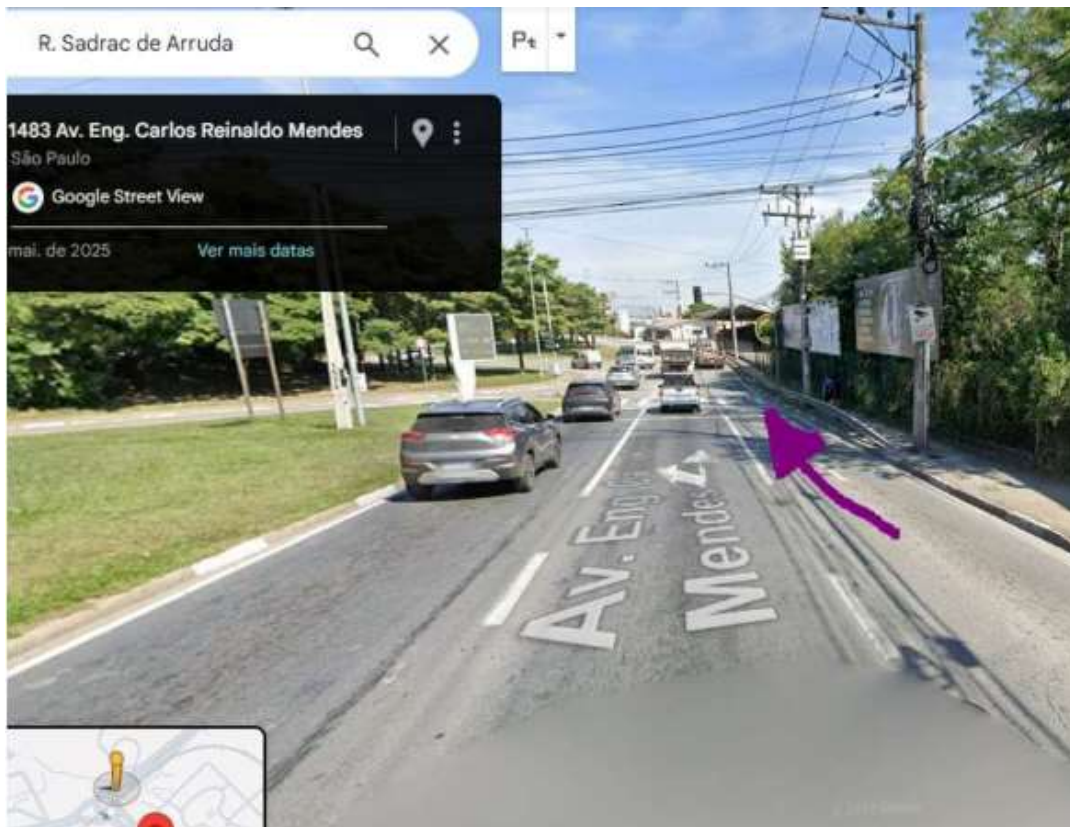 R. Sadrac de Arruda
Pt
1483 Av. Eng. Carlos Reinaldo Mendes
São Paulo
Google Street View
mai. de 2025
Ver mais datas
Av. Eng.
Mendes